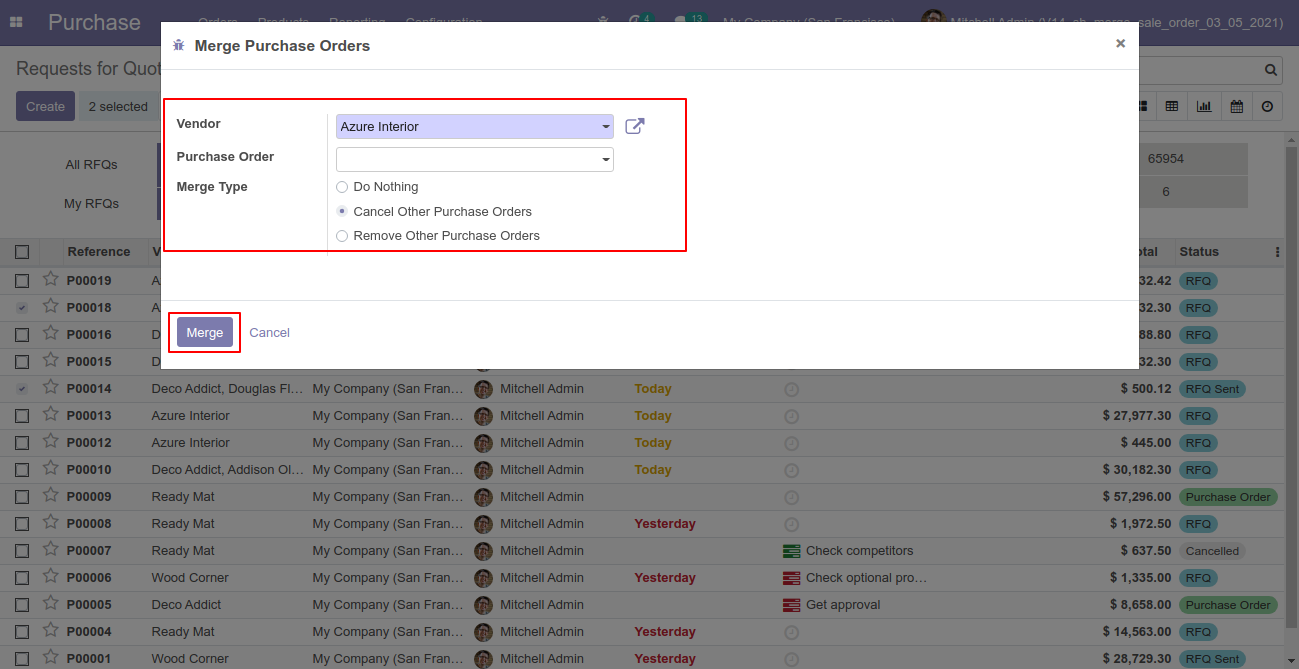 Purchase Orders Products Reporting Configuration 4 13 My Company (San Francisco) Mitchell Admin (V14_sh_merge_sale_order_03_05_2021)
Merge Purchase Orders ×
Requests for Quot
Create 2 selected
Vendor Azure Interior
Purchase Order
Merge Type Do Nothing
Cancel Other Purchase Orders
Remove Other Purchase Orders
Merge Cancel
All RFQs 65954
My RFQs 6
Reference V otal Status
P00019 A 32.42 RFQ
P00018 A 32.30 RFQ
P00016 D 88.80 RFQ
P00015 D 32.30 RFQ
P00014 Deco Addict, Douglas Fl… My Company (San Fran… Mitchell Admin Today $ 500.12 RFQ Sent
P00013 Azure Interior My Company (San Fran… Mitchell Admin Today $ 27,977.30 RFQ
P00012 Azure Interior My Company (San Fran… Mitchell Admin Today $ 445.00 RFQ
P00010 Deco Addict, Addison Ol… My Company (San Fran… Mitchell Admin Today $ 30,182.30 RFQ
P00009 Ready Mat My Company (San Fran… Mitchell Admin $ 57,296.00 Purchase Order
P00008 Ready Mat My Company (San Fran… Mitchell Admin Yesterday $ 1,972.50 RFQ
P00007 Ready Mat My Company (San Fran… Mitchell Admin Check competitors $ 637.50 Cancelled
P00006 Wood Corner My Company (San Fran… Mitchell Admin Yesterday Check optional pro… $ 1,335.00 RFQ
P00005 Deco Addict My Company (San Fran… Mitchell Admin Get approval $ 8,658.00 Purchase Order
P00004 Ready Mat My Company (San Fran… Mitchell Admin Yesterday $ 14,563.00 RFQ
P00001 Wood Corner My Company (San Fran… Mitchell Admin Yesterday $ 28,729.30 RFQ Sent